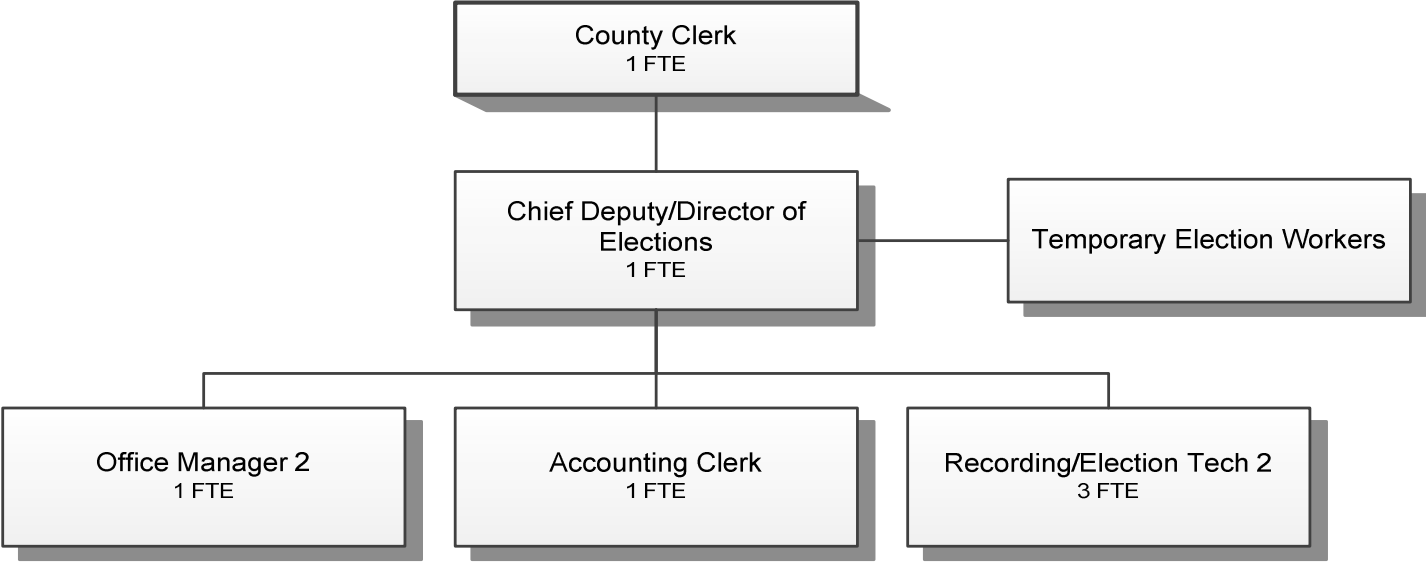 County Clerk
1 FTE
Chief Deputy/Director of
Elections
1 FTE
Temporary Election Workers
Office Manager 2
1 FTE
Accounting Clerk
1 FTE
Recording/Election Tech 2
3 FTE